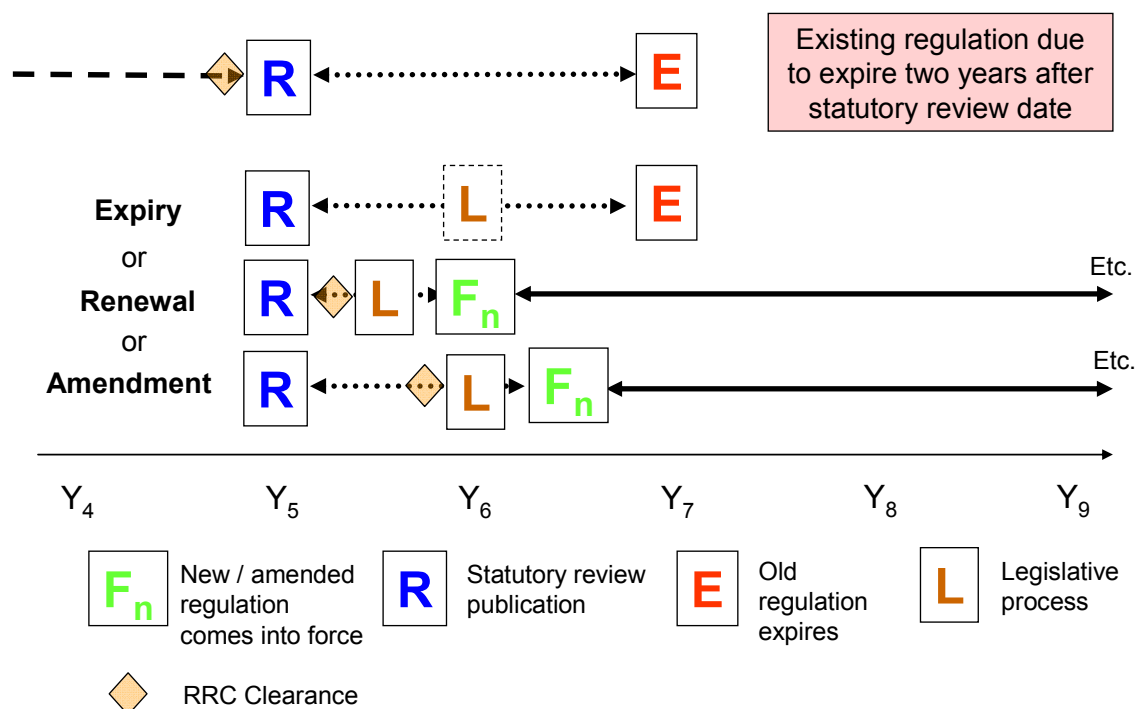 R
E
Existing regulation due
to expire two years after
statutory review date
Expiry
R
L
E
or
Renewal
R
L
Fn
Etc.
or
Amendment
R
L
Fn
Etc.
Y4
Y5
Y6
Y7
Y8
Y9
Fn
New / amended
regulation
comes into force
R
Statutory review
publication
E
Old
regulation
expires
L
Legislative
process
RRC Clearance